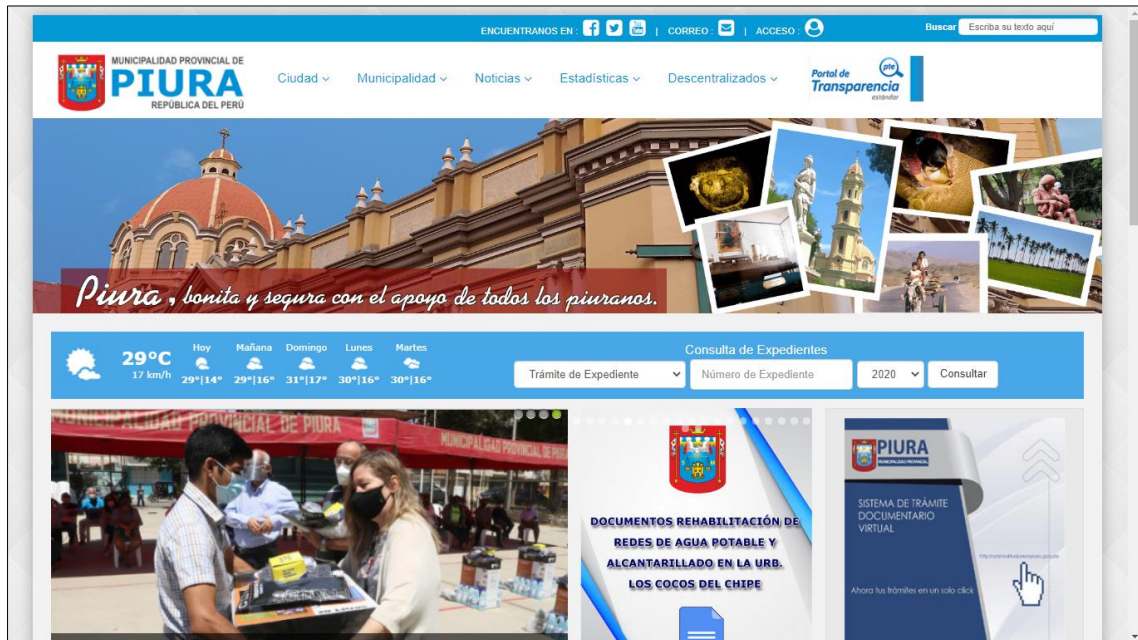 ENCUENTRANOS EN : | CORREO : | ACCESO :
Buscar Escriba su texto aquí
MUNICIPALIDAD PROVINCIAL DE
PIURA
REPÚBLICA DEL PERÚ
Ciudad Municipalidad Noticias Estadísticas Descentralizados
Portal de
Transparencia
estándar
pte
Piura , bonita y segura con el apoyo de todos los piuranos.
29°C
17 km/h
Hoy Mañana Domingo Lunes Martes
29°|14° 29°|16° 31°|17° 30°|16° 30°|16°
Consulta de Expedientes
Trámite de Expediente Número de Expediente 2020 Consultar
MUNICIPALIDAD PROVINCIAL DE PIURA
MUNICIPALIDAD PROVINCIAL DE
DOCUMENTOS REHABILITACIÓN DE
REDES DE AGUA POTABLE Y
ALCANTARILLADO EN LA URB.
LOS COCOS DEL CHIPE
PIURA
MUNICIPALIDAD PROVINCIAL
SISTEMA DE TRÁMITE
DOCUMENTARIO
VIRTUAL
Ahora tus trámites en un solo click